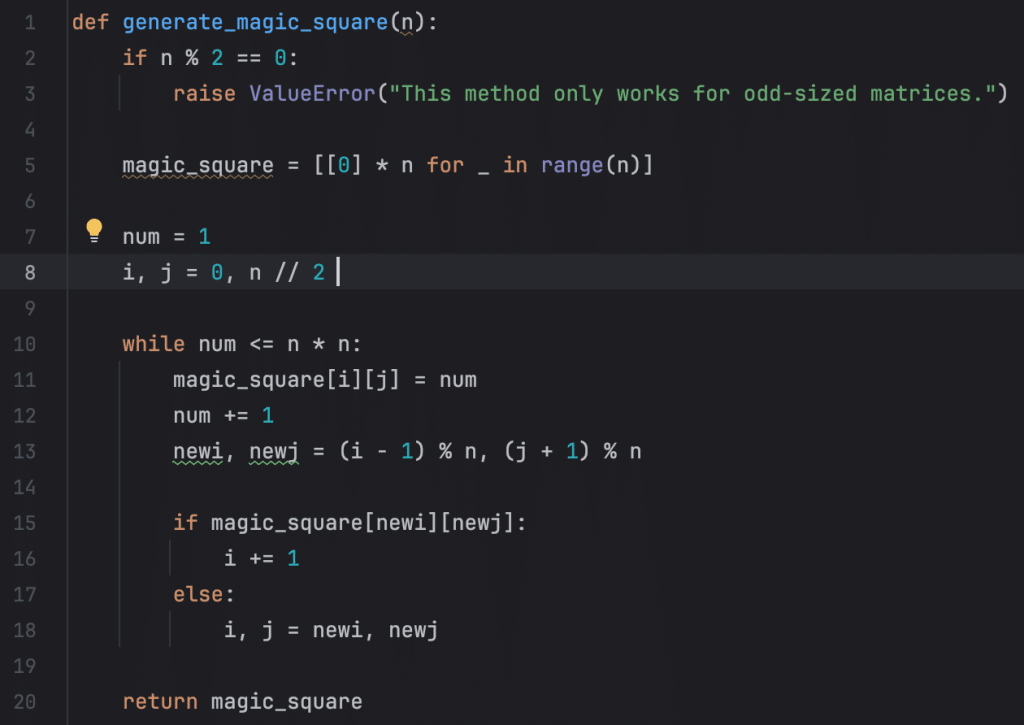 1 def generate_magic_square(n):
2     if n % 2 == 0:
3         raise ValueError("This method only works for odd-sized matrices.")
4
5     magic_square = [[0] * n for _ in range(n)]
6
7     num = 1
8     i, j = 0, n // 2
9
10     while num <= n * n:
11         magic_square[i][j] = num
12         num += 1
13         newi, newj = (i - 1) % n, (j + 1) % n
14
15         if magic_square[newi][newj]:
16             i += 1
17         else:
18             i, j = newi, newj
19
20     return magic_square